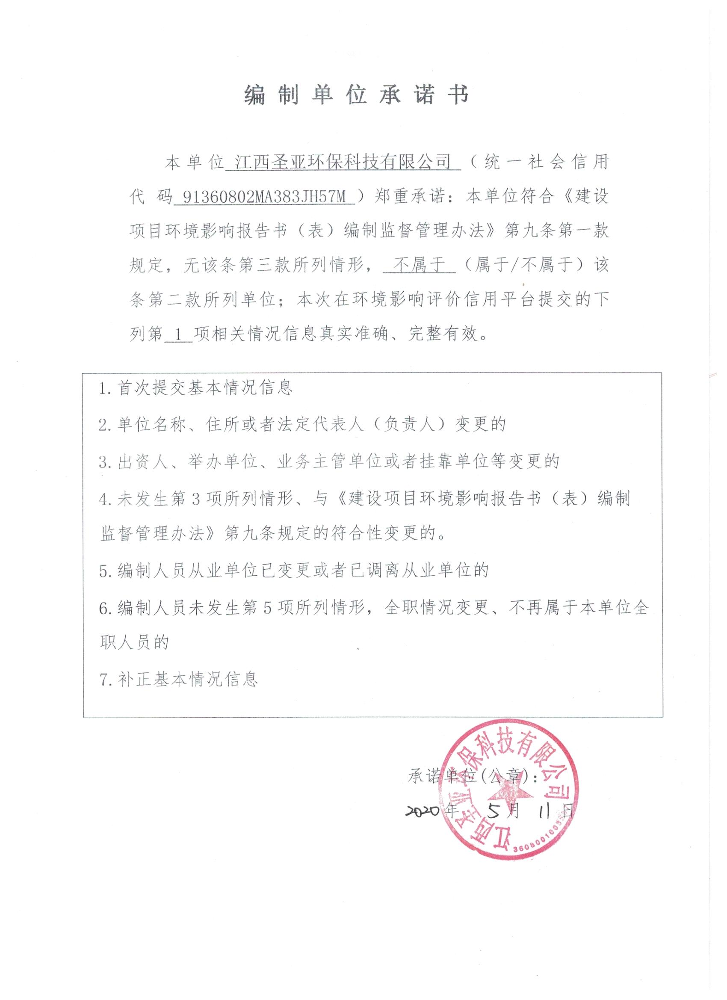 编制单位承诺书
本单位 江西圣亚环保科技有限公司 （统一社会信用
代码 91360802MA383JH57M ）郑重承诺：本单位符合《建设
项目环境影响报告书（表）编制监督管理办法》第九条第一款
规定，无该条第三款所列情形， 不属于 （属于/不属于）该
条第二款所列单位；本次在环境影响评价信用平台提交的下
列第 1 项相关情况信息真实准确、完整有效。
1.首次提交基本情况信息
2.单位名称、住所或者法定代表人（负责人）变更的
3.出资人、举办单位、业务主管单位或者挂靠单位等变更的
4.未发生第3项所列情形、与《建设项目环境影响报告书（表）编制
监督管理办法》第九条规定的符合性变更的。
5.编制人员从业单位已变更或者已调离从业单位的
6.编制人员未发生第5项所列情形，全职情况变更、不再属于本单位全
职人员的
7.补正基本情况信息
承诺单位(公章)：
2020年 5月 11日
江西圣亚环保科技有限公司